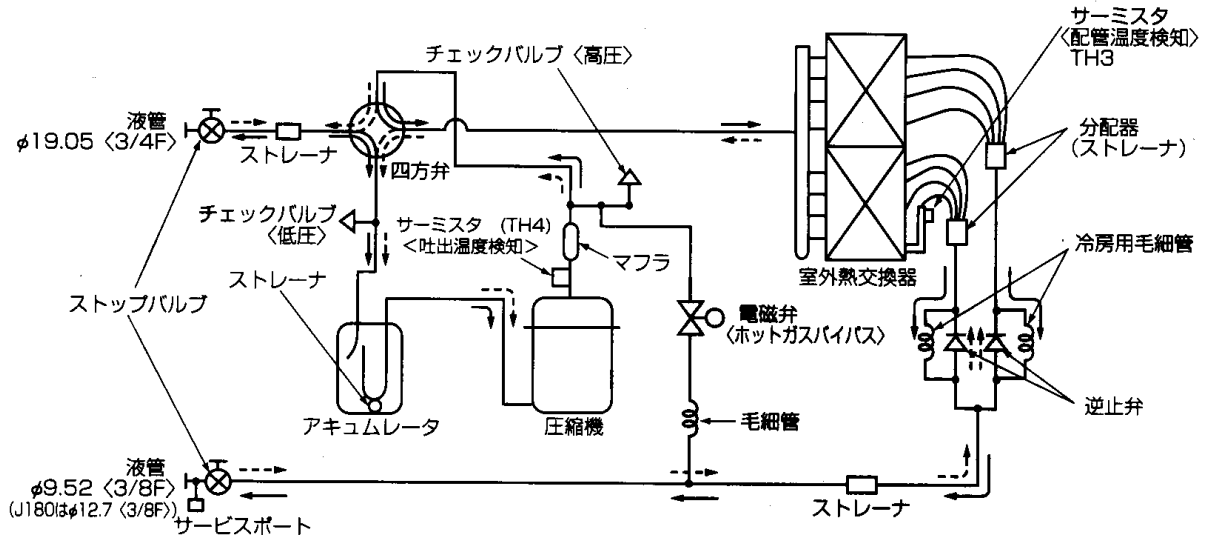 サーミスタ
〈配管温度検知〉
TH3
チェックバルブ〈高圧〉
液管
φ19.05〈3/4F〉
ストレーナ
四方弁
分配器
(ストレーナ)
チェックバルブ
〈低圧〉
サーミスタ (TH4)
<吐出温度検知>
マフラ
冷房用毛細管
室外熱交換器
ストレーナ
ストップバルブ
電磁弁
〈ホットガスバイパス〉
逆止弁
アキュムレータ
圧縮機
毛細管
液管
φ9.52〈3/8F〉
(J180はφ12.7〈3/8F〉)
サービスポート
ストレーナ